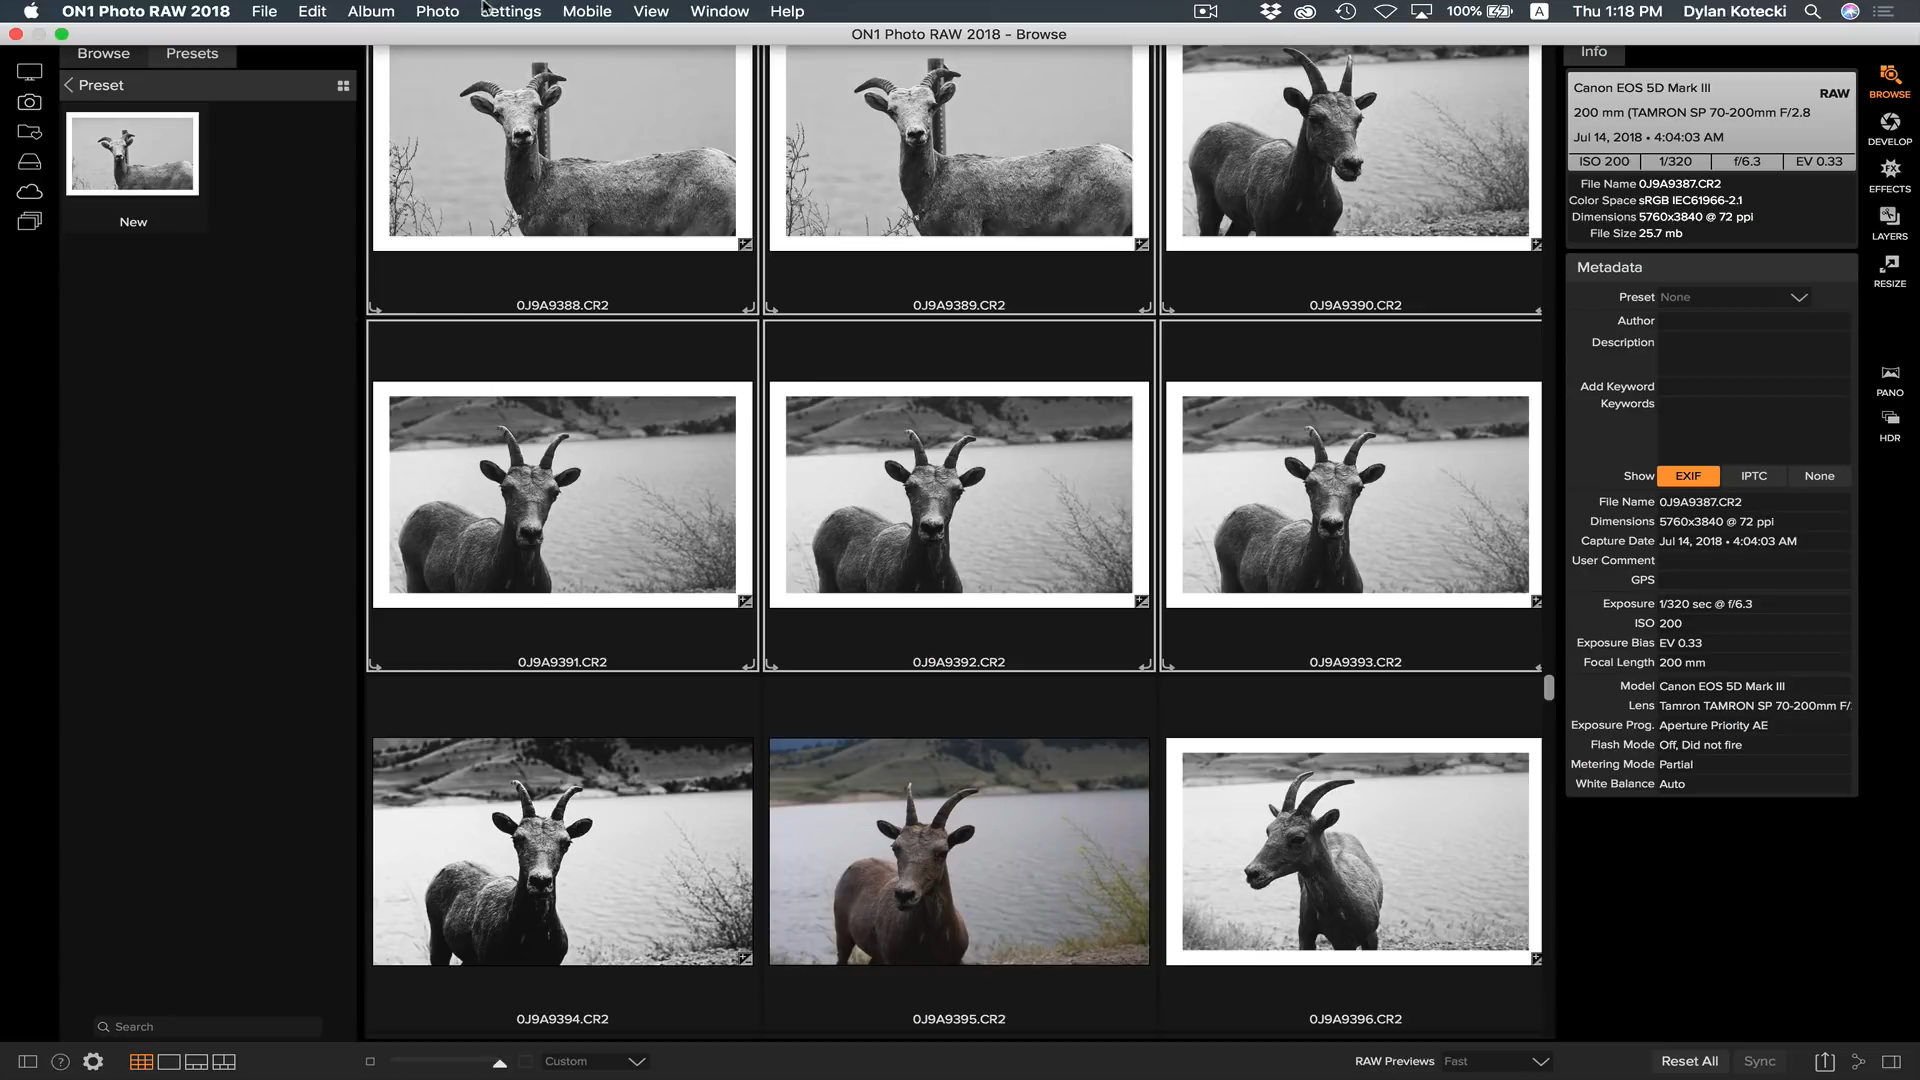 ON1 Photo RAW 2018 File Edit Album Photo Settings Mobile View Window Help 100% A Thu 1:18 PM Dylan Kotecki
ON1 Photo RAW 2018 - Browse
Browse Presets
Preset
New
Search
0J9A9388.CR2
0J9A9389.CR2
0J9A9390.CR2
0J9A9391.CR2
0J9A9392.CR2
0J9A9393.CR2
0J9A9394.CR2
0J9A9395.CR2
0J9A9396.CR2
Info
Canon EOS 5D Mark III
RAW
200 mm (TAMRON SP 70-200mm F/2.8
Jul 14, 2018 • 4:04:03 AM
ISO 200 1/320 f/6.3 EV 0.33
File Name 0J9A9387.CR2
Color Space sRGB IEC61966-2.1
Dimensions 5760x3840 @ 72 ppi
File Size 25.7 mb
Metadata
Preset None
Author
Description
Add Keyword
Keywords
Show EXIF IPTC None
File Name 0J9A9387.CR2
Dimensions 5760x3840 @ 72 ppi
Capture Date Jul 14, 2018 • 4:04:03 AM
User Comment
GPS
Exposure 1/320 sec @ f/6.3
ISO 200
Exposure Bias EV 0.33
Focal Length 200 mm
Model Canon EOS 5D Mark III
Lens Tamron TAMRON SP 70-200mm F/
Exposure Prog. Aperture Priority AE
Flash Mode Off, Did not fire
Metering Mode Partial
White Balance Auto
BROWSE
DEVELOP
FX
EFFECTS
LAYERS
RESIZE
PANO
HDR
? Custom RAW Previews Fast Reset All Sync